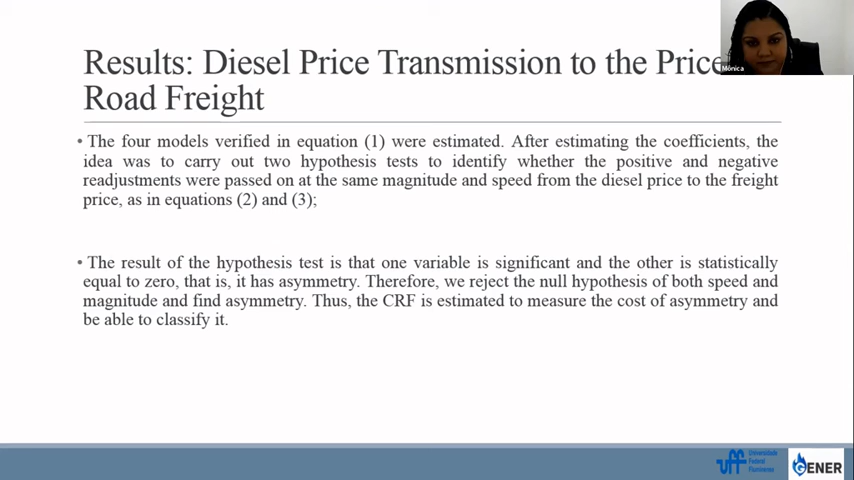 Results: Diesel Price Transmission to the Price
Road Freight
Mônica
• The four models verified in equation (1) were estimated. After estimating the coefficients, the
idea was to carry out two hypothesis tests to identify whether the positive and negative
readjustments were passed on at the same magnitude and speed from the diesel price to the freight
price, as in equations (2) and (3);
• The result of the hypothesis test is that one variable is significant and the other is statistically
equal to zero, that is, it has asymmetry. Therefore, we reject the null hypothesis of both speed and
magnitude and find asymmetry. Thus, the CRF is estimated to measure the cost of asymmetry and
be able to classify it.
uff
Universidade
Federal
Fluminense
GENER